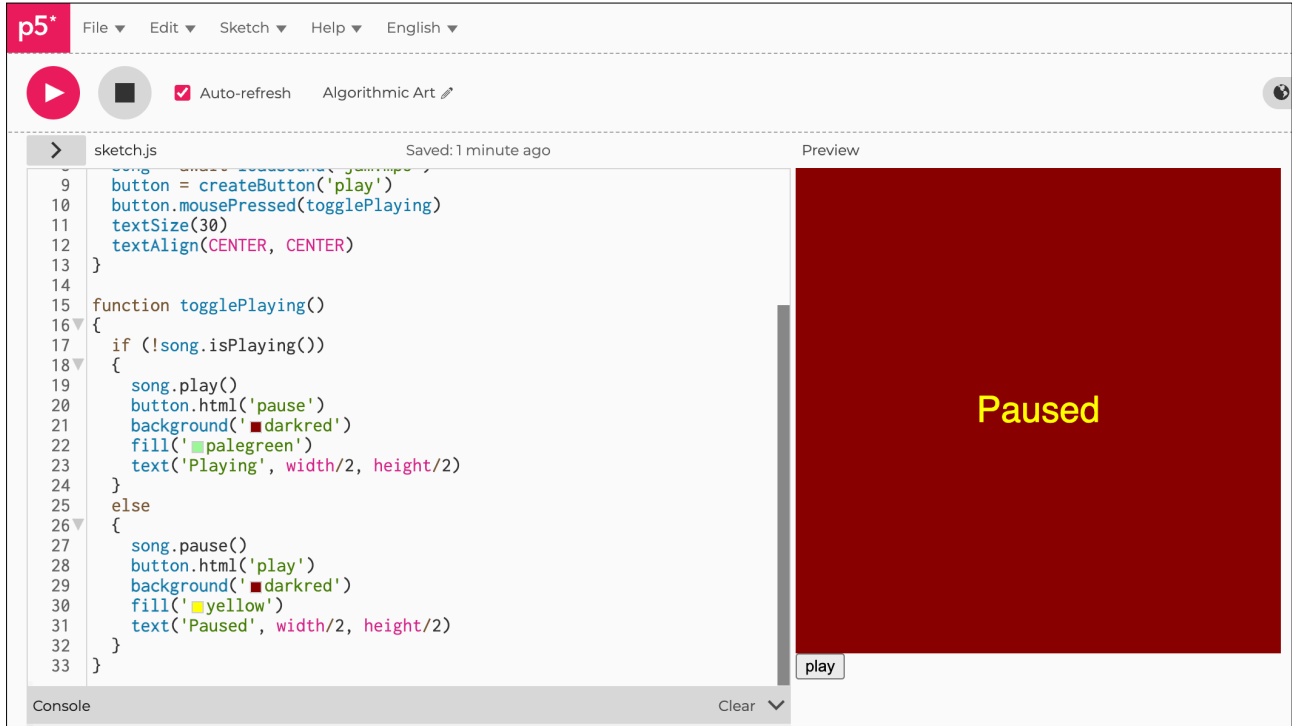 p5*
File Edit Sketch Help English
Auto-refresh Algorithmic Art
sketch.js Saved: 1 minute ago Preview
9 button = createButton('play')
10 button.mousePressed(togglePlaying)
11 textSize(30)
12 textAlign(CENTER, CENTER)
13 }
14
15 function togglePlaying()
16 {
17 if (!song.isPlaying())
18 {
19 song.play()
20 button.html('pause')
21 background('darkred')
22 fill('palegreen')
23 text('Playing', width/2, height/2)
24 }
25 else
26 {
27 song.pause()
28 button.html('play')
29 background('darkred')
30 fill('yellow')
31 text('Paused', width/2, height/2)
32 }
33 }
Paused
play
Console Clear